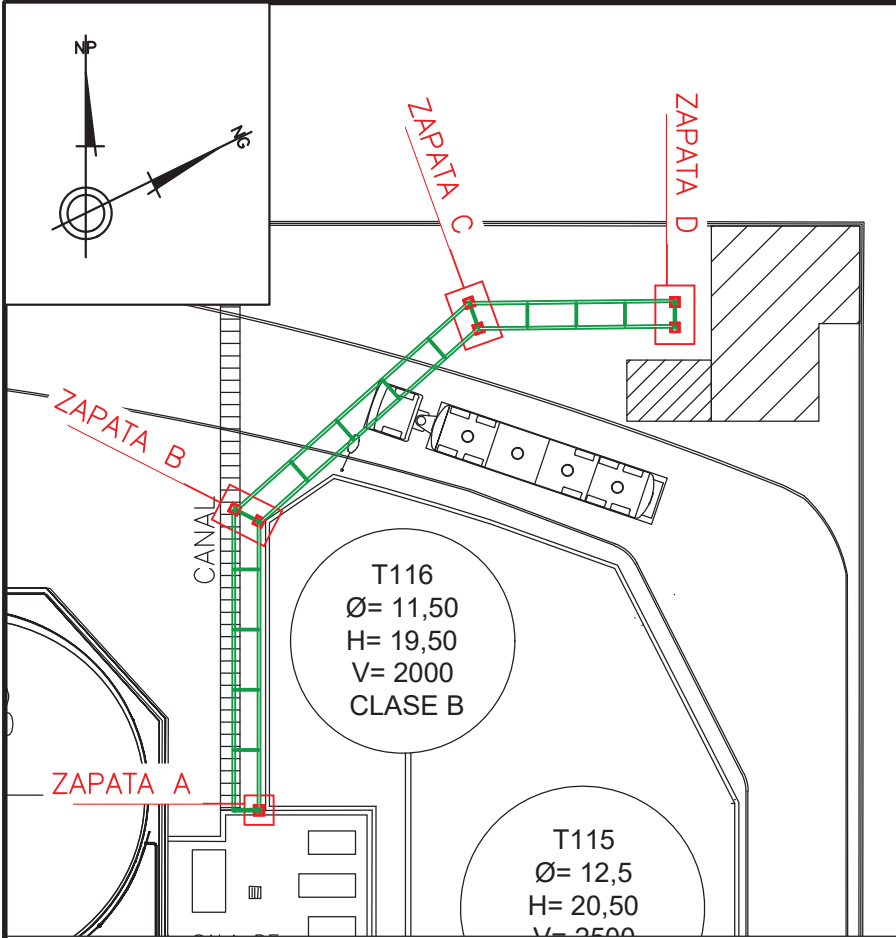 NP
NG
ZAPATA C
ZAPATA D
ZAPATA B
CANAL
T116
Ø= 11,50
H= 19,50
V= 2000
CLASE B
ZAPATA A
T115
Ø= 12,5
H= 20,50
V= 2500